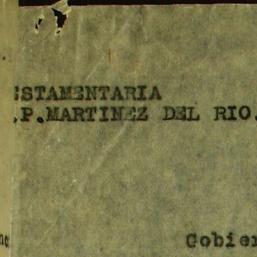 STAMENTARIA
.P.MARTINEZ DEL RIO.
Gobier